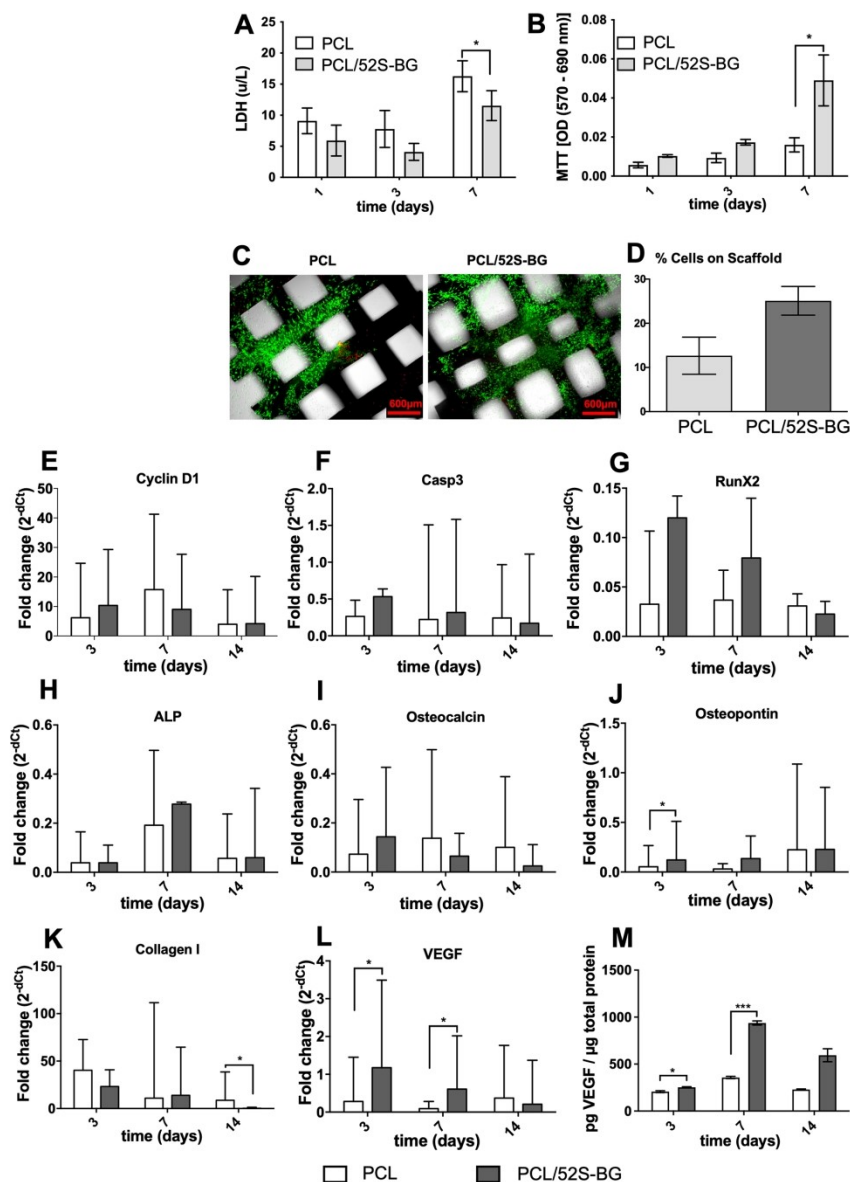 A
PCL
PCL/52S-BG
*
LDH (u/L)
25
20
15
10
5
0
1
3
7
time (days)
B
PCL
PCL/52S-BG
*
MTT [OD (570 - 690 nm)]
0.08
0.06
0.04
0.02
0.00
1
3
7
time (days)
C
PCL
PCL/52S-BG
600µm
600µm
D
% Cells on Scaffold
30
20
10
0
PCL
PCL/52S-BG
E
Cyclin D1
Fold change (2^-dCt)
50
40
30
20
10
0
3
7
14
time (days)
F
Casp3
Fold change (2^-dCt)
2.0
1.5
1.0
0.5
0.0
3
7
14
time (days)
G
RunX2
Fold change (2^-dCt)
0.15
0.10
0.05
0.00
3
7
14
time (days)
H
ALP
Fold change (2^-dCt)
0.6
0.4
0.2
0.0
3
7
14
time (days)
I
Osteocalcin
Fold change (2^-dCt)
0.6
0.4
0.2
0.0
3
7
14
time (days)
J
Osteopontin
*
Fold change (2^-dCt)
1.5
1.0
0.5
0.0
3
7
14
time (days)
K
Collagen I
*
Fold change (2^-dCt)
150
100
50
0
3
7
14
time (days)
L
VEGF
*
*
Fold change (2^-dCt)
4
3
2
1
0
3
7
14
time (days)
M
*
***
pg VEGF / µg total protein
1500
1000
500
0
3
7
14
time (days)
PCL
PCL/52S-BG